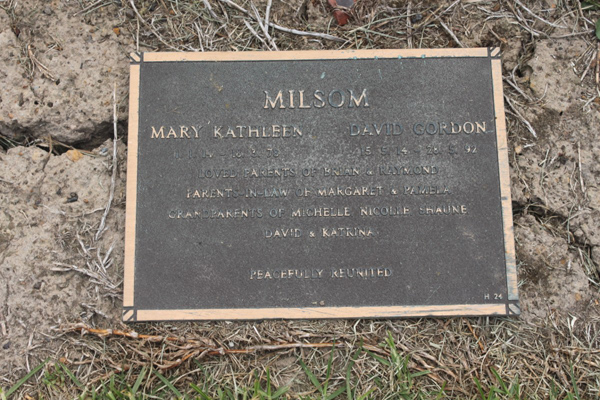 MILSOM
MARY KATHLEEN DAVID GORDON
LOVED PARENTS OF BRIAN & RAYMOND
PARENTS-IN-LAW OF MARGARET & PAMELA
GRANDPARENTS OF MICHELLE NICOLLE SHAUNE
DAVID & KATRINA
PEACEFULLY REUNITED
H 24